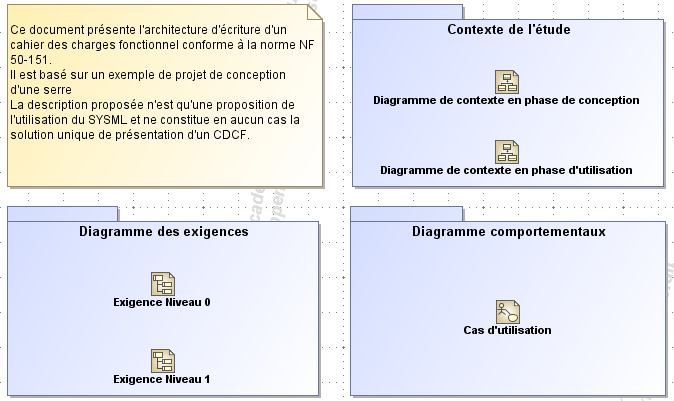 Ce document présente l'architecture d'écriture d'un
cahier des charges fonctionnel conforme à la norme NF
50-151.
Il est basé sur un exemple de projet de conception
d'une serre
La description proposée n'est qu'une proposition de
l'utilisation du SYSML et ne constitue en aucun cas la
solution unique de présentation d'un CDCF.
Contexte de l'étude
Diagramme de contexte en phase de conception
Diagramme de contexte en phase d'utilisation
Diagramme des exigences
Exigence Niveau 0
Exigence Niveau 1
Diagramme comportementaux
Cas d'utilisation